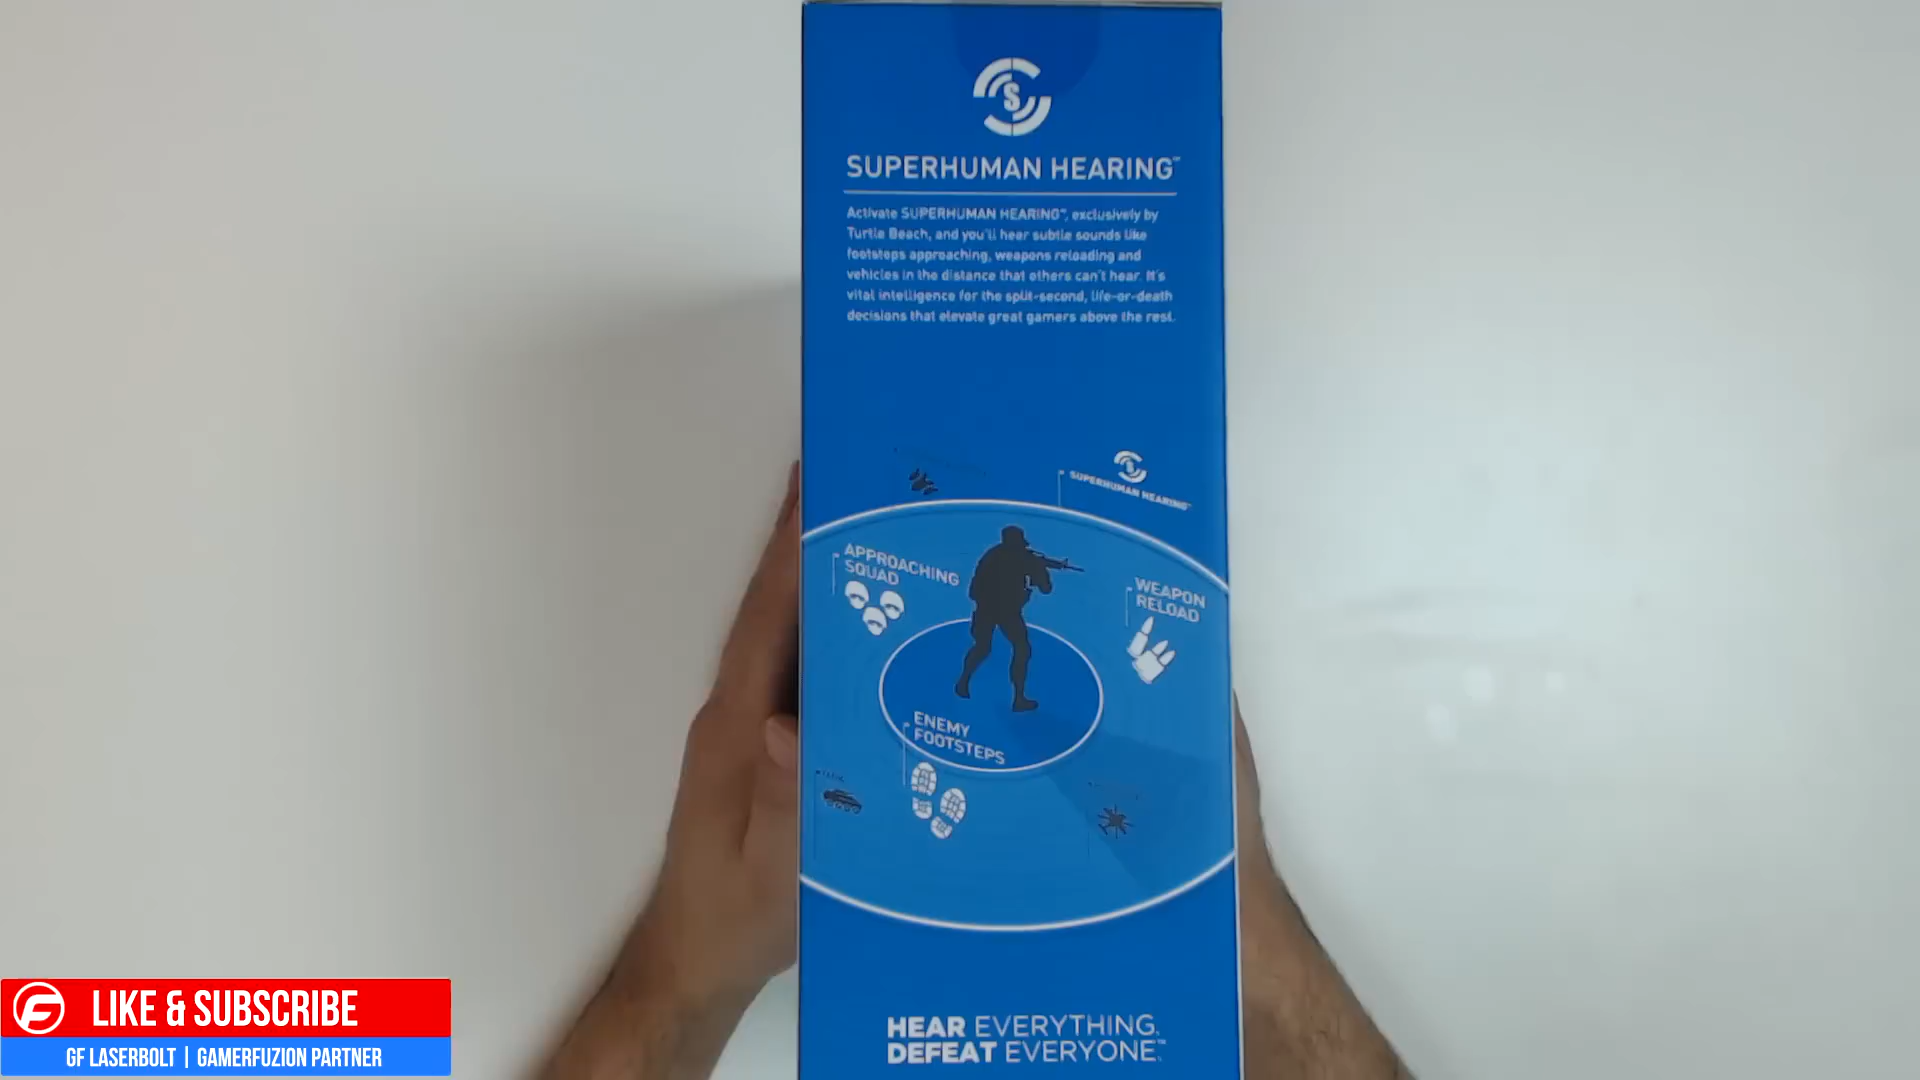 S
SUPERHUMAN HEARING™
Activate SUPERHUMAN HEARING™, exclusively by
Turtle Beach, and you'll hear subtle sounds like
footsteps approaching, weapons reloading and
vehicles in the distance that others can't hear. It's
vital intelligence for the split-second, life-or-death
decisions that elevate great gamers above the rest.
S
SUPERHUMAN HEARING™
APPROACHING
SQUAD
WEAPON
RELOAD
ENEMY
FOOTSTEPS
HEAR EVERYTHING.
DEFEAT EVERYONE.™
LIKE & SUBSCRIBE
GF LASERBOLT | GAMERFUZION PARTNER